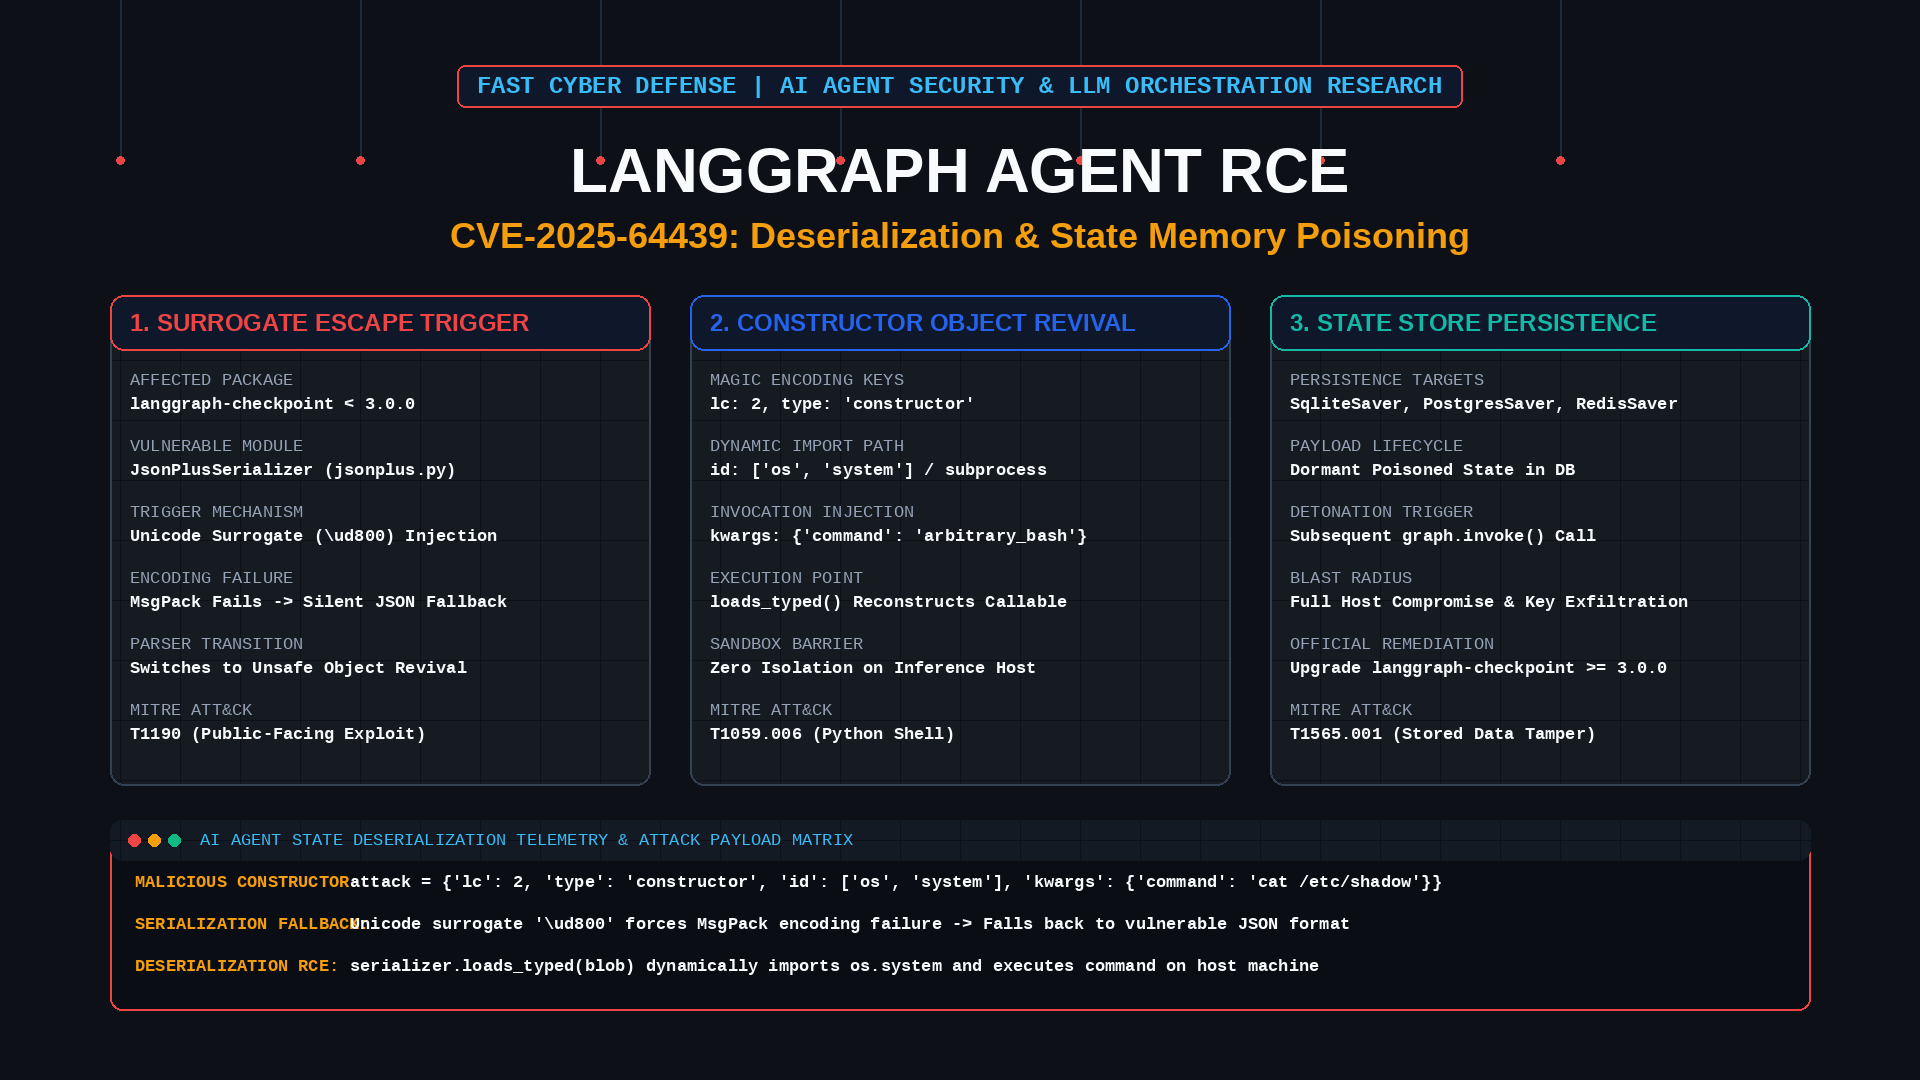 FAST CYBER DEFENSE | AI AGENT SECURITY & LLM ORCHESTRATION RESEARCH
LANGGRAPH AGENT RCE
CVE-2025-64439: Deserialization & State Memory Poisoning
1. SURROGATE ESCAPE TRIGGER
AFFECTED PACKAGE
langgraph-checkpoint < 3.0.0
VULNERABLE MODULE
JsonPlusSerializer (jsonplus.py)
TRIGGER MECHANISM
Unicode Surrogate (\ud800) Injection
ENCODING FAILURE
MsgPack Fails -> Silent JSON Fallback
PARSER TRANSITION
Switches to Unsafe Object Revival
MITRE ATT&CK
T1190 (Public-Facing Exploit)
2. CONSTRUCTOR OBJECT REVIVAL
MAGIC ENCODING KEYS
lc: 2, type: 'constructor'
DYNAMIC IMPORT PATH
id: ['os', 'system'] / subprocess
INVOCATION INJECTION
kwargs: {'command': 'arbitrary_bash'}
EXECUTION POINT
loads_typed() Reconstructs Callable
SANDBOX BARRIER
Zero Isolation on Inference Host
MITRE ATT&CK
T1059.006 (Python Shell)
3. STATE STORE PERSISTENCE
PERSISTENCE TARGETS
SqliteSaver, PostgresSaver, RedisSaver
PAYLOAD LIFECYCLE
Dormant Poisoned State in DB
DETONATION TRIGGER
Subsequent graph.invoke() Call
BLAST RADIUS
Full Host Compromise & Key Exfiltration
OFFICIAL REMEDIATION
Upgrade langgraph-checkpoint >= 3.0.0
MITRE ATT&CK
T1565.001 (Stored Data Tamper)
AI AGENT STATE DESERIALIZATION TELEMETRY & ATTACK PAYLOAD MATRIX
MALICIOUS CONSTRUCTOR: attack = {'lc': 2, 'type': 'constructor', 'id': ['os', 'system'], 'kwargs': {'command': 'cat /etc/shadow'}}
SERIALIZATION FALLBACK: Unicode surrogate '\ud800' forces MsgPack encoding failure -> Falls back to vulnerable JSON format
DESERIALIZATION RCE: serializer.loads_typed(blob) dynamically imports os.system and executes command on host machine